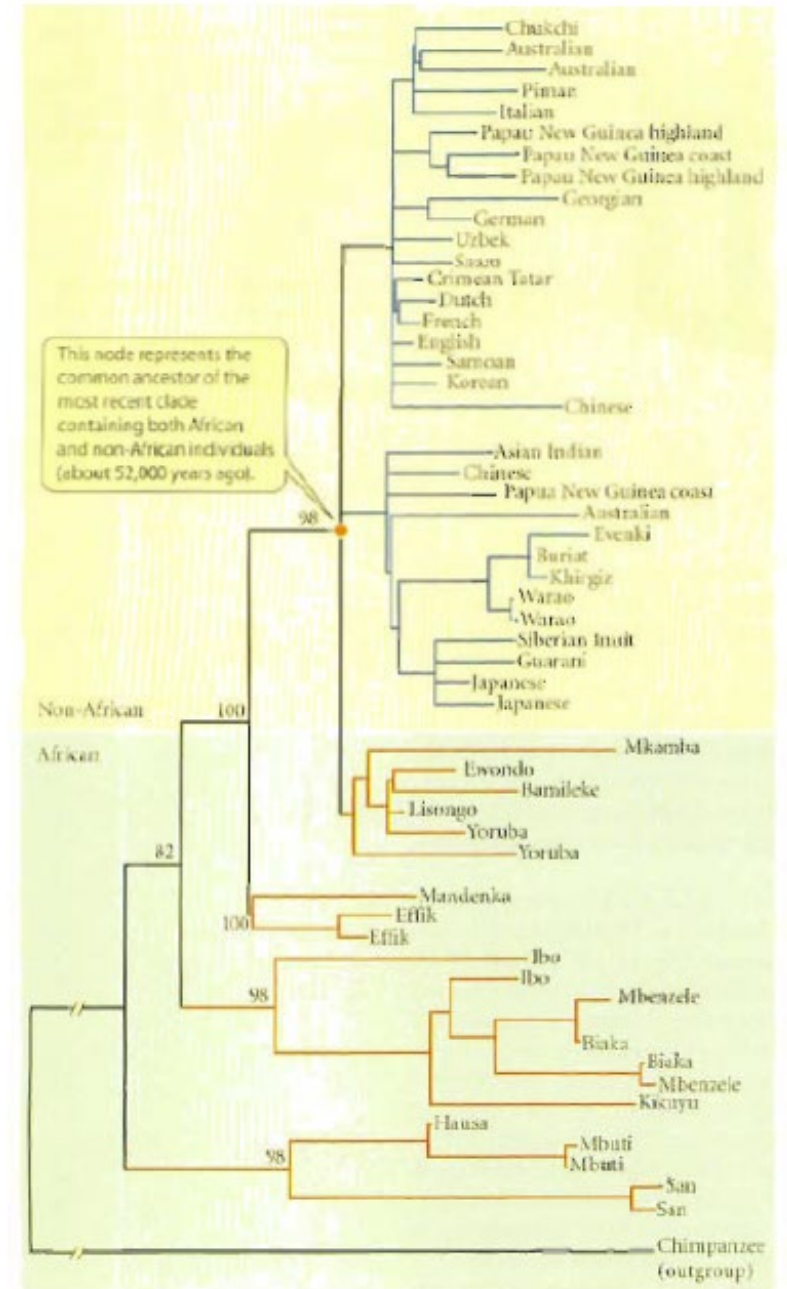 Chukchi
Australian
Australian
Piman
Italian
Papau New Guinea highland
Papau New Guinea coast
Papau New Guinea highland
Georgian
German
Uzbek
Saam
Crimean Tatar
Dutch
French
English
Samoan
Korean
Chinese
This node represents the
common ancestor of the
most recent clade
containing both African
and non-African individuals
(about 52,000 years ago).
Asian Indian
Chinese
Papua New Guinea coast
98
Australian
Evenki
Buriat
Khirgiz
Warao
Warao
Siberian Inuit
Guarani
Japanese
Japanese
Non-African
100
African
Mkamba
Ewondo
Bamileke
Lisongo
Yoruba
Yoruba
82
Mandenka
Effik
100
Effik
Ibo
Ibo
98
Mbenzele
Biaka
Biaka
Mbenzele
Kikuyu
Hausa
Mbuti
98
Mbuti
San
San
Chimpanzee
(outgroup)